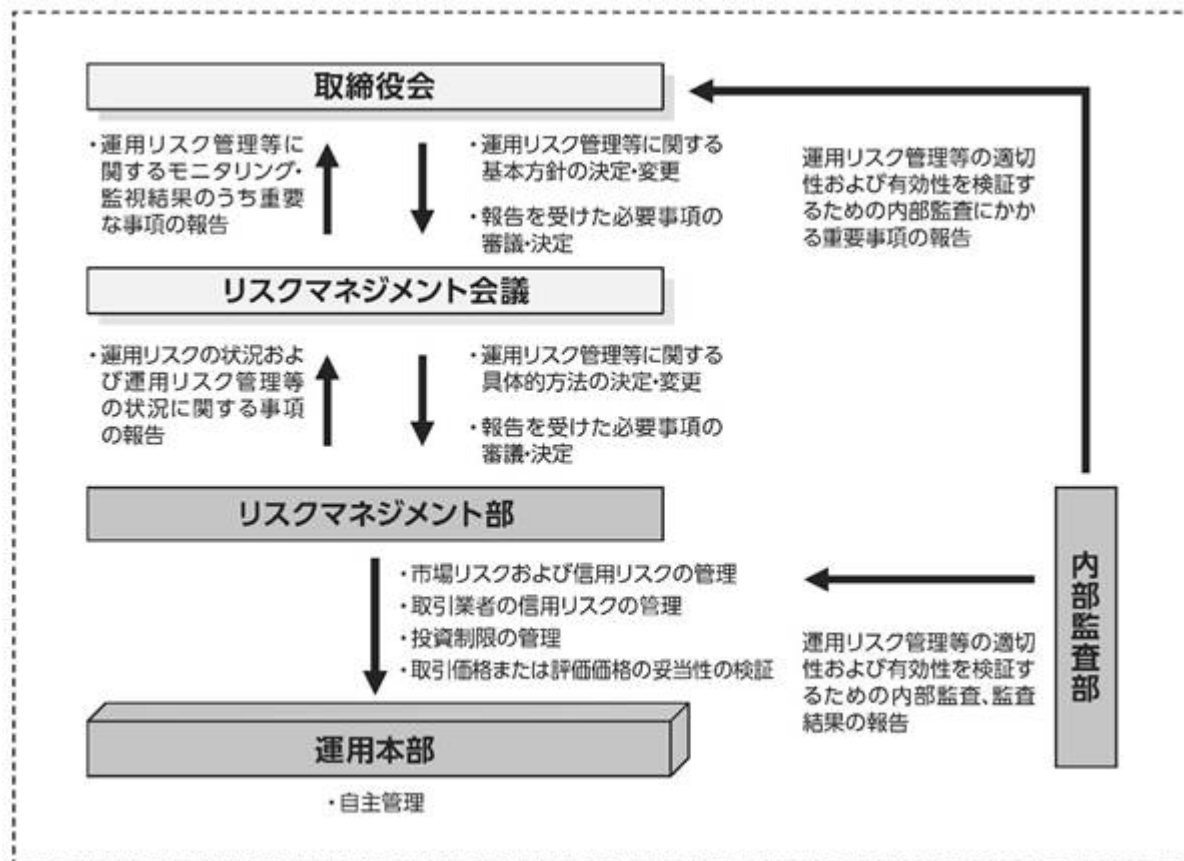 取締役会
・運用リスク管理等に
関するモニタリング・
監視結果のうち重要
な事項の報告
・運用リスク管理等に関する
基本方針の決定・変更
・報告を受けた必要事項の
審議・決定
運用リスク管理等の適切
性および有効性を検証す
るための内部監査にかか
る重要事項の報告
リスクマネジメント会議
・運用リスクの状況およ
び運用リスク管理等
の状況に関する事項
の報告
・運用リスク管理等に関する
具体的方法の決定・変更
・報告を受けた必要事項の
審議・決定
リスクマネジメント部
・市場リスクおよび信用リスクの管理
・取引業者の信用リスクの管理
・投資制限の管理
・取引価格または評価価格の妥当性の検証
運用リスク管理等の適切
性および有効性を検証す
るための内部監査、監査
結果の報告
内部監査部
運用本部
・自主管理